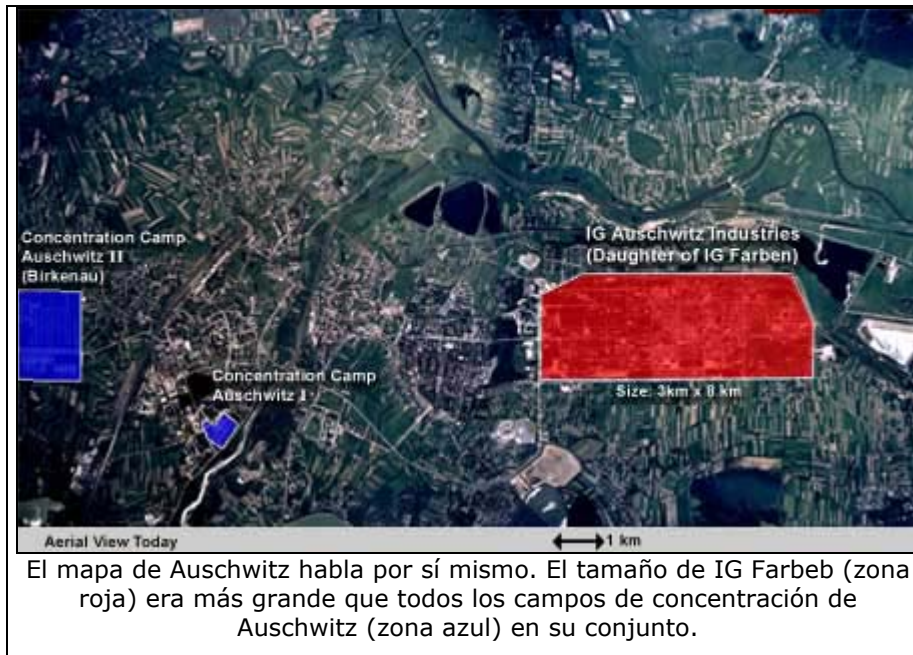 Concentration Camp
Auschwitz II
(Birkenau)
IG Auschwitz Industries
(Daughter of IG Farben)
Concentration Camp
Auschwitz I
Size: 3km x 8 km
Aerial View Today
1 km
El mapa de Auschwitz habla por sí mismo. El tamaño de IG Farbeb (zona
roja) era más grande que todos los campos de concentración de
Auschwitz (zona azul) en su conjunto.